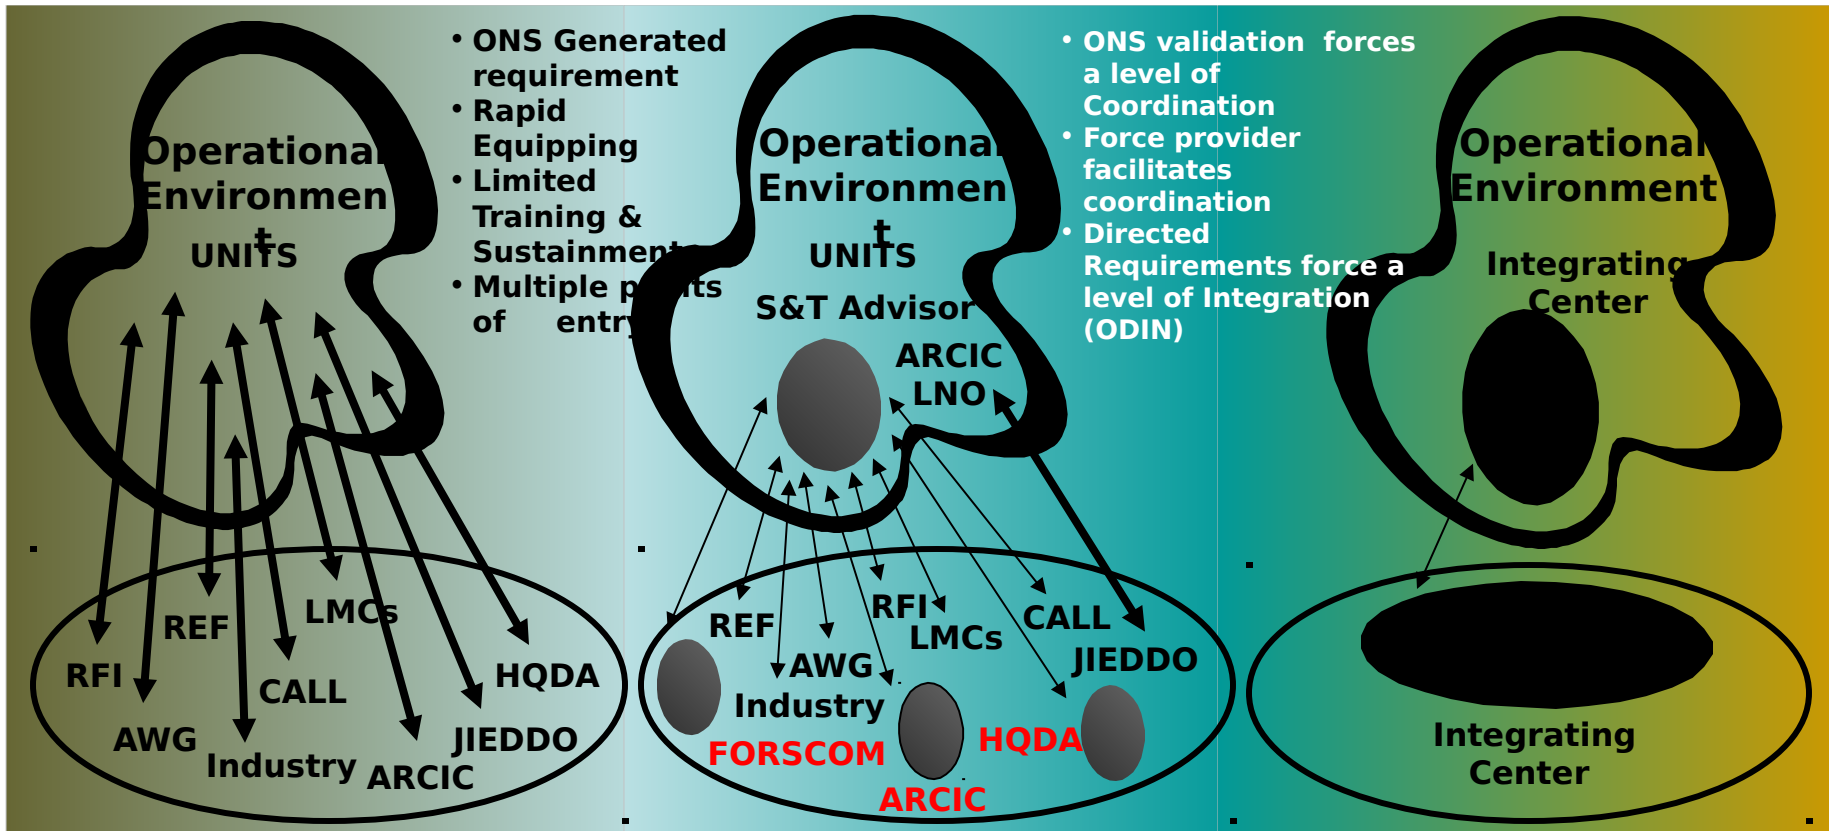 Operational
Environmen
t
UNITS
RFI
REF
LMCs
AWG
Industry
CALL
ARCIC
JIEDDO
HQDA
• ONS Generated
requirement
• Rapid
Equipping
• Limited
Training &
Sustainment
• Multiple points
of entry
Operational
Environmen
t
UNITS
S&T Advisor
ARCIC
LNO
REF
RFI
LMCs
CALL
AWG
JIEDDO
Industry
FORSCOM
HQDA
ARCIC
• ONS validation forces
a level of
Coordination
• Force provider
facilitates
coordination
• Directed
Requirements force a
level of Integration
(ODIN)
Operational
Environment
Integrating
Center
Integrating
Center